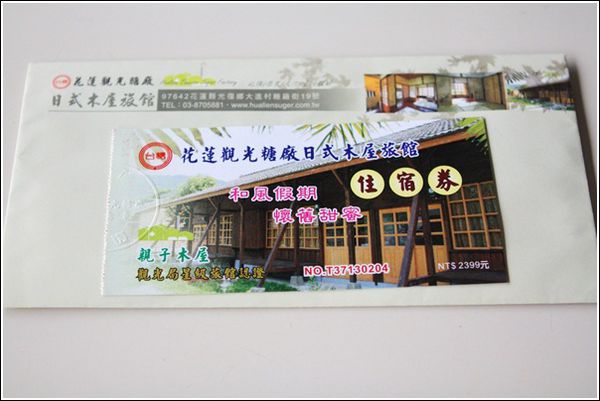 花蓮觀光糖廠
日式木屋旅館
97642花蓮縣光復鄉大進村糖廠街19號
TEL：03-8705881‧www.hualiensuger.com.tw
台糖 花蓮觀光糖廠日式木屋旅館
和風假期
懷舊甜蜜
住宿券
親子木屋
觀光局星級旅館認證
NO.T37130204
NT$ 2399元